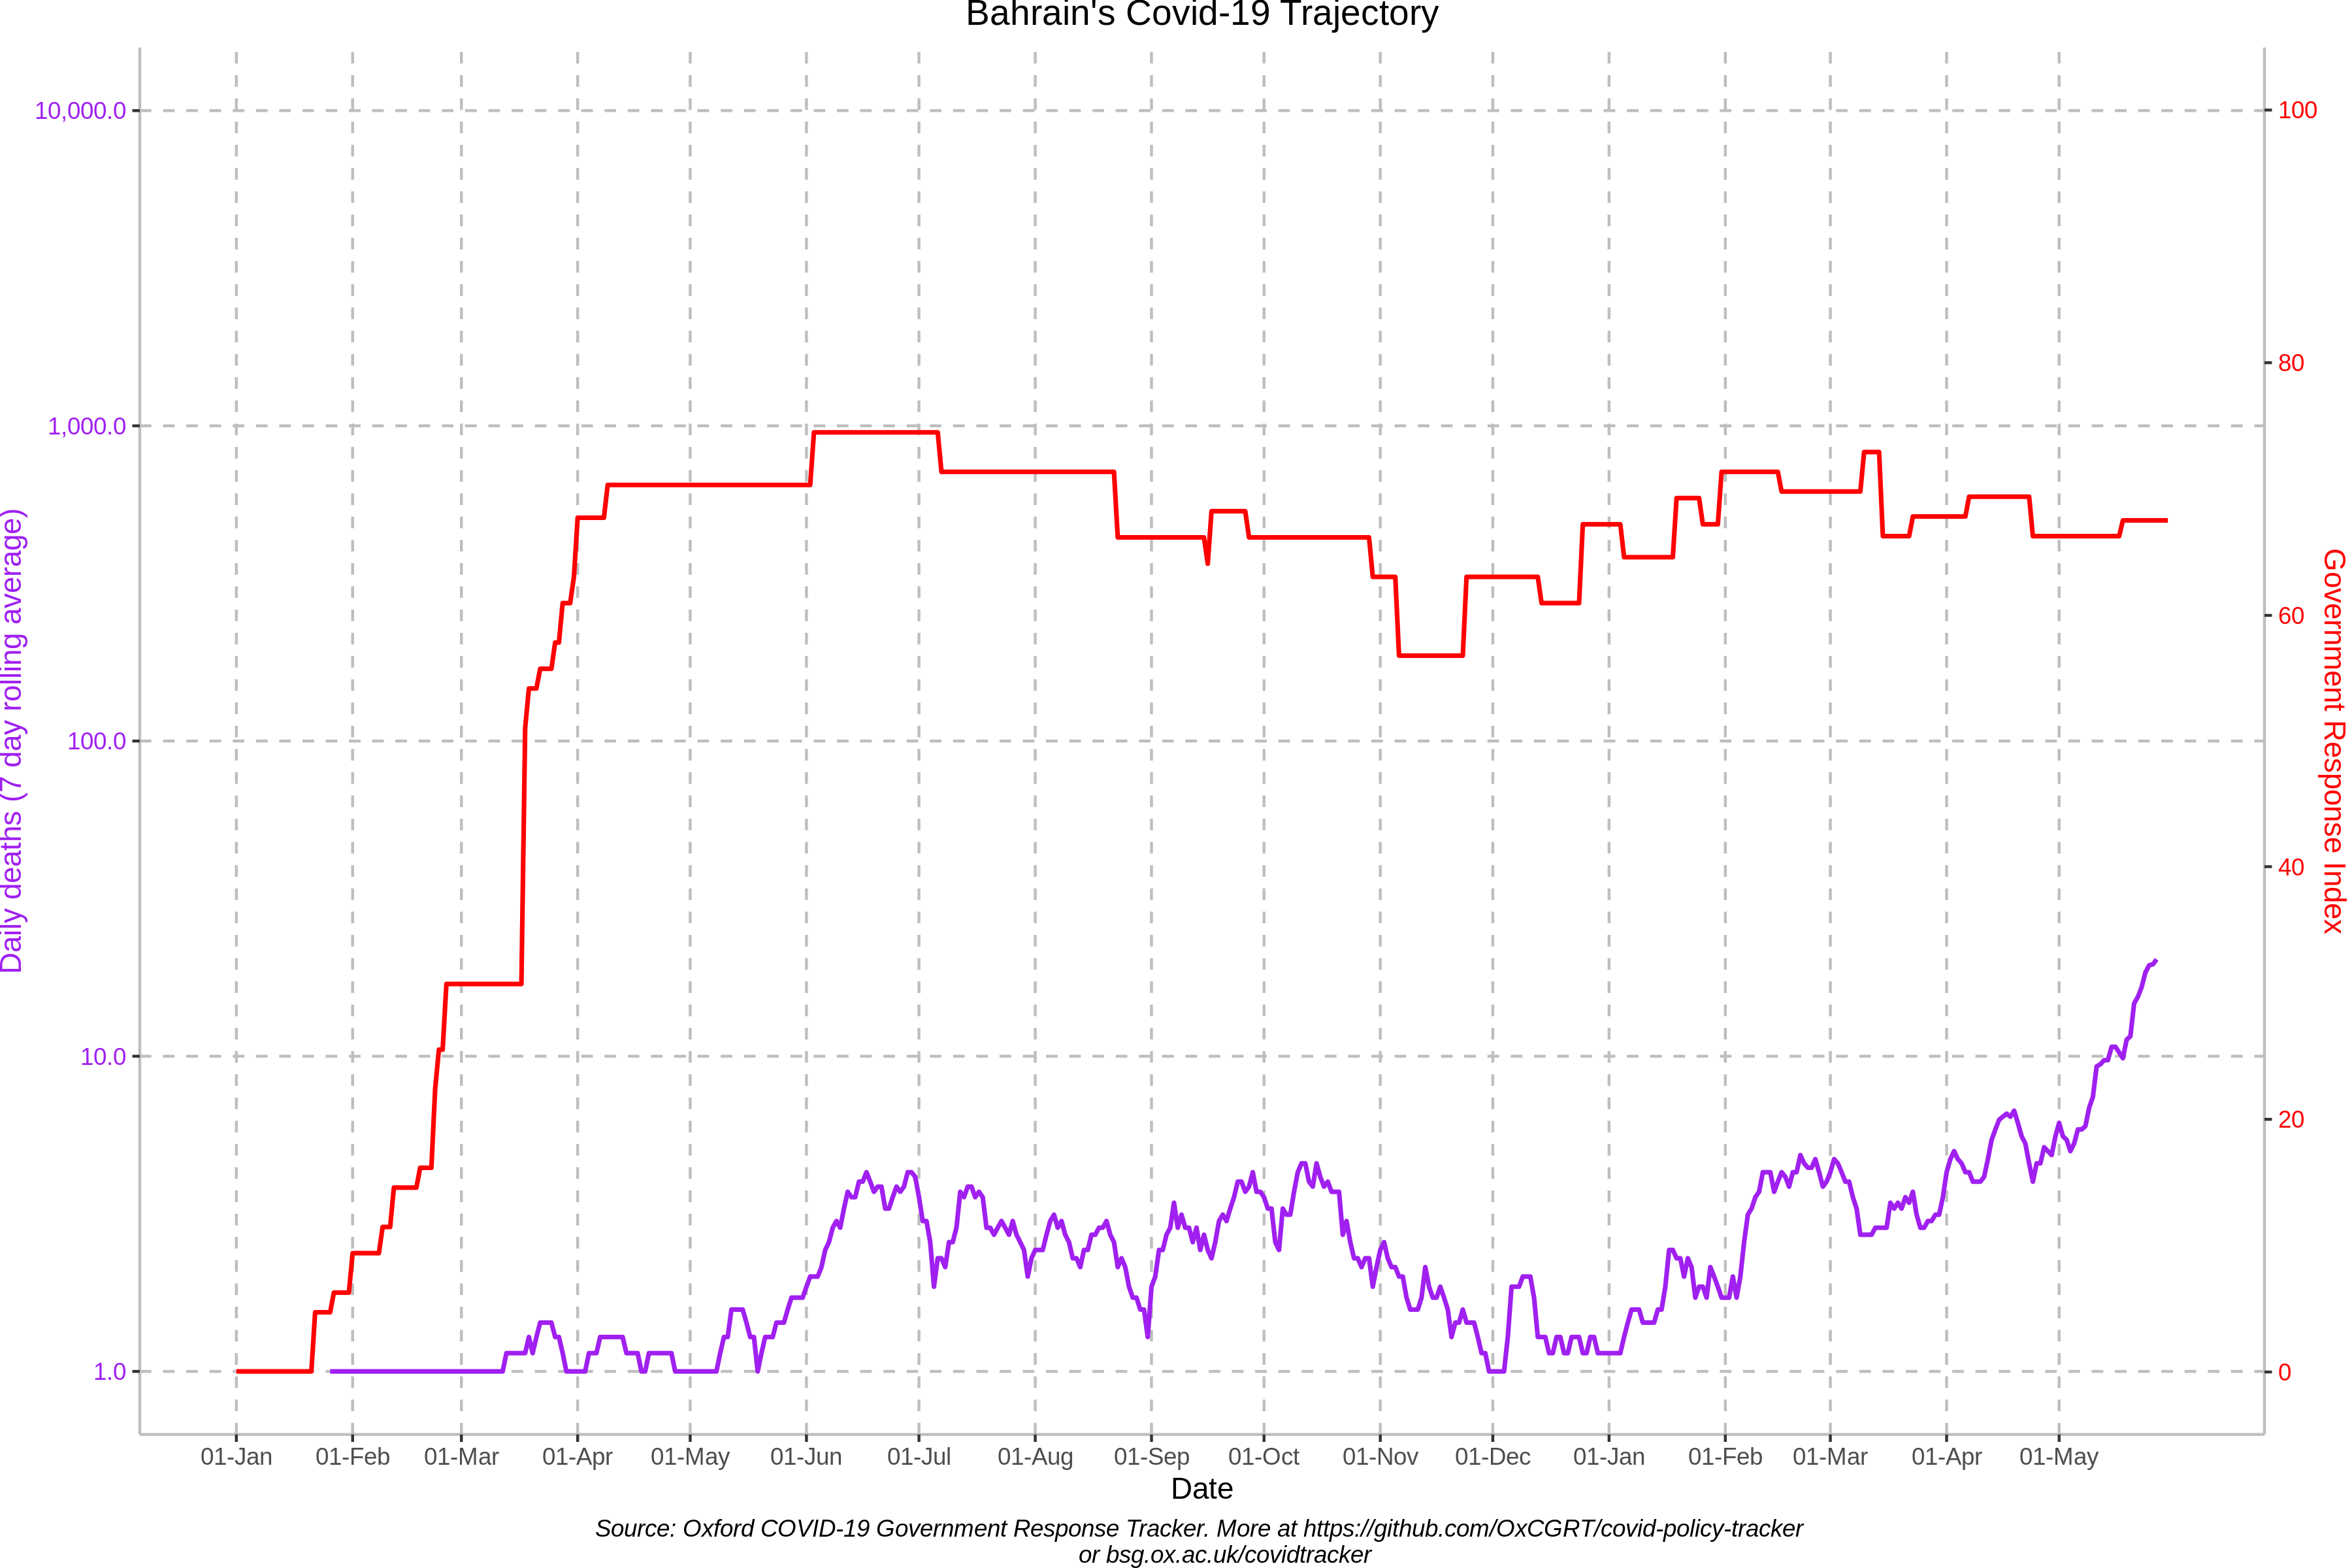 Bahrain's Covid-19 Trajectory
10,000.0
1,000.0
100.0
10.0
1.0
Daily deaths (7 day rolling average)
100
80
60
40
20
0
Government Response Index
01-Jan
01-Feb
01-Mar
01-Apr
01-May
01-Jun
01-Jul
01-Aug
01-Sep
01-Oct
01-Nov
01-Dec
01-Jan
01-Feb
01-Mar
01-Apr
01-May
Date
Source: Oxford COVID-19 Government Response Tracker. More at https://github.com/OxCGRT/covid-policy-tracker
or bsg.ox.ac.uk/covidtracker